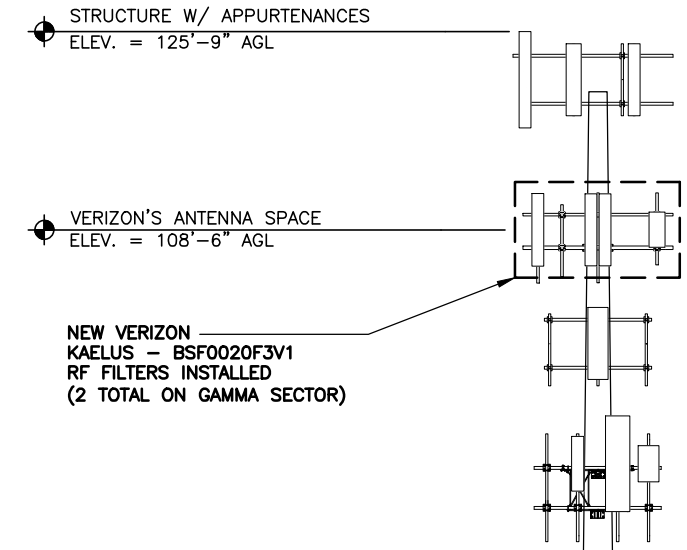 STRUCTURE W/ APPURTENANCES
ELEV. = 125'-9" AGL
VERIZON'S ANTENNA SPACE
ELEV. = 108'-6" AGL
NEW VERIZON
KAELUS - BSF0020F3V1
RF FILTERS INSTALLED
(2 TOTAL ON GAMMA SECTOR)